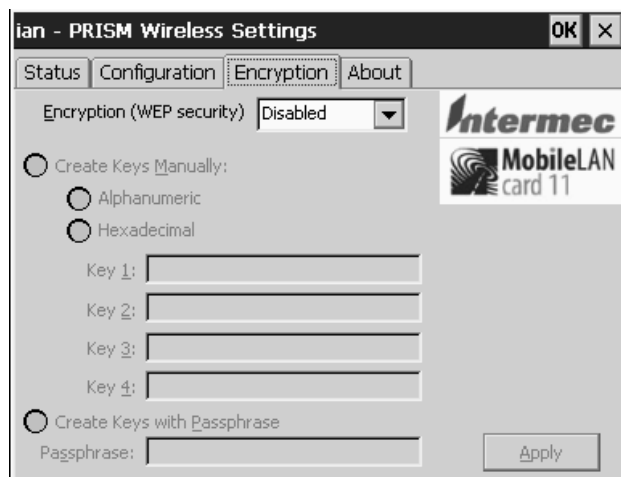 ian - PRISM Wireless Settings OK ×
Status Configuration Encryption About
Encryption (WEP security) Disabled
Intermec
MobileLAN
card 11
Create Keys Manually:
Alphanumeric
Hexadecimal
Key 1:
Key 2:
Key 3:
Key 4:
Create Keys with Passphrase
Passphrase:
Apply